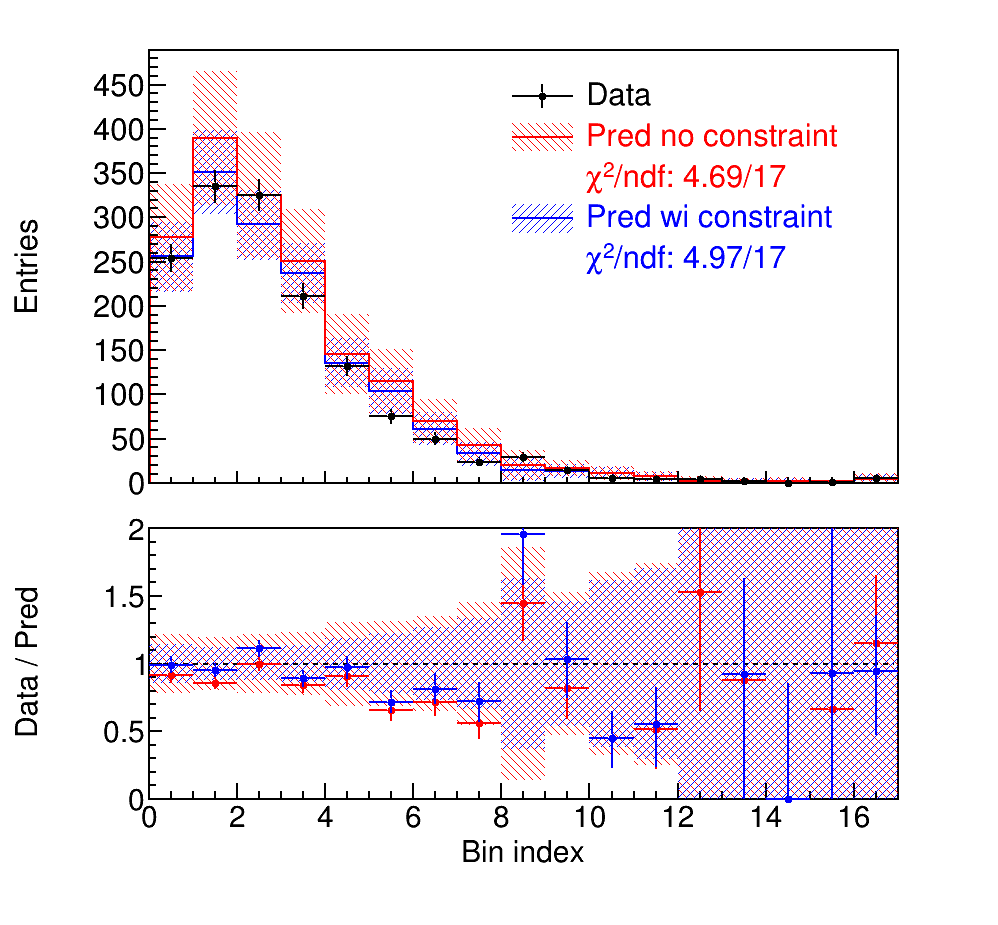 Entries
450
400
350
300
250
200
150
100
50
0
Data
Pred no constraint
χ²/ndf: 4.69/17
Pred wi constraint
χ²/ndf: 4.97/17
Data / Pred
2
1.5
1
0.5
0
0 2 4 6 8 10 12 14 16
Bin index